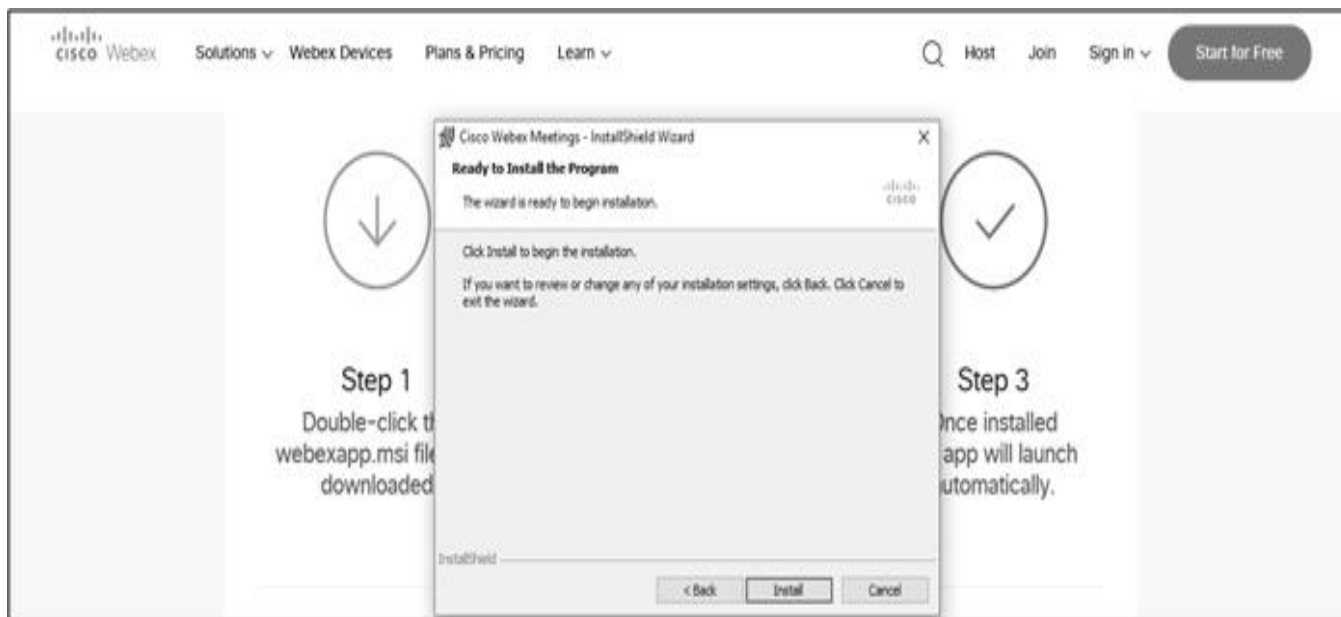 CISCO Webex Solutions Webex Devices Plans & Pricing Learn Host Join Sign in Start for Free
Cisco Webex Meetings - InstallShield Wizard X
Ready to Install the Program
The wizard is ready to begin installation.
CISCO
Click Install to begin the installation.
If you want to review or change any of your installation settings, click Back. Click Cancel to
exit the wizard.
InstallShield
< Back Install Cancel
Step 1
Double-click
webexapp.msi file
downloaded
Step 3
installed
app will launch